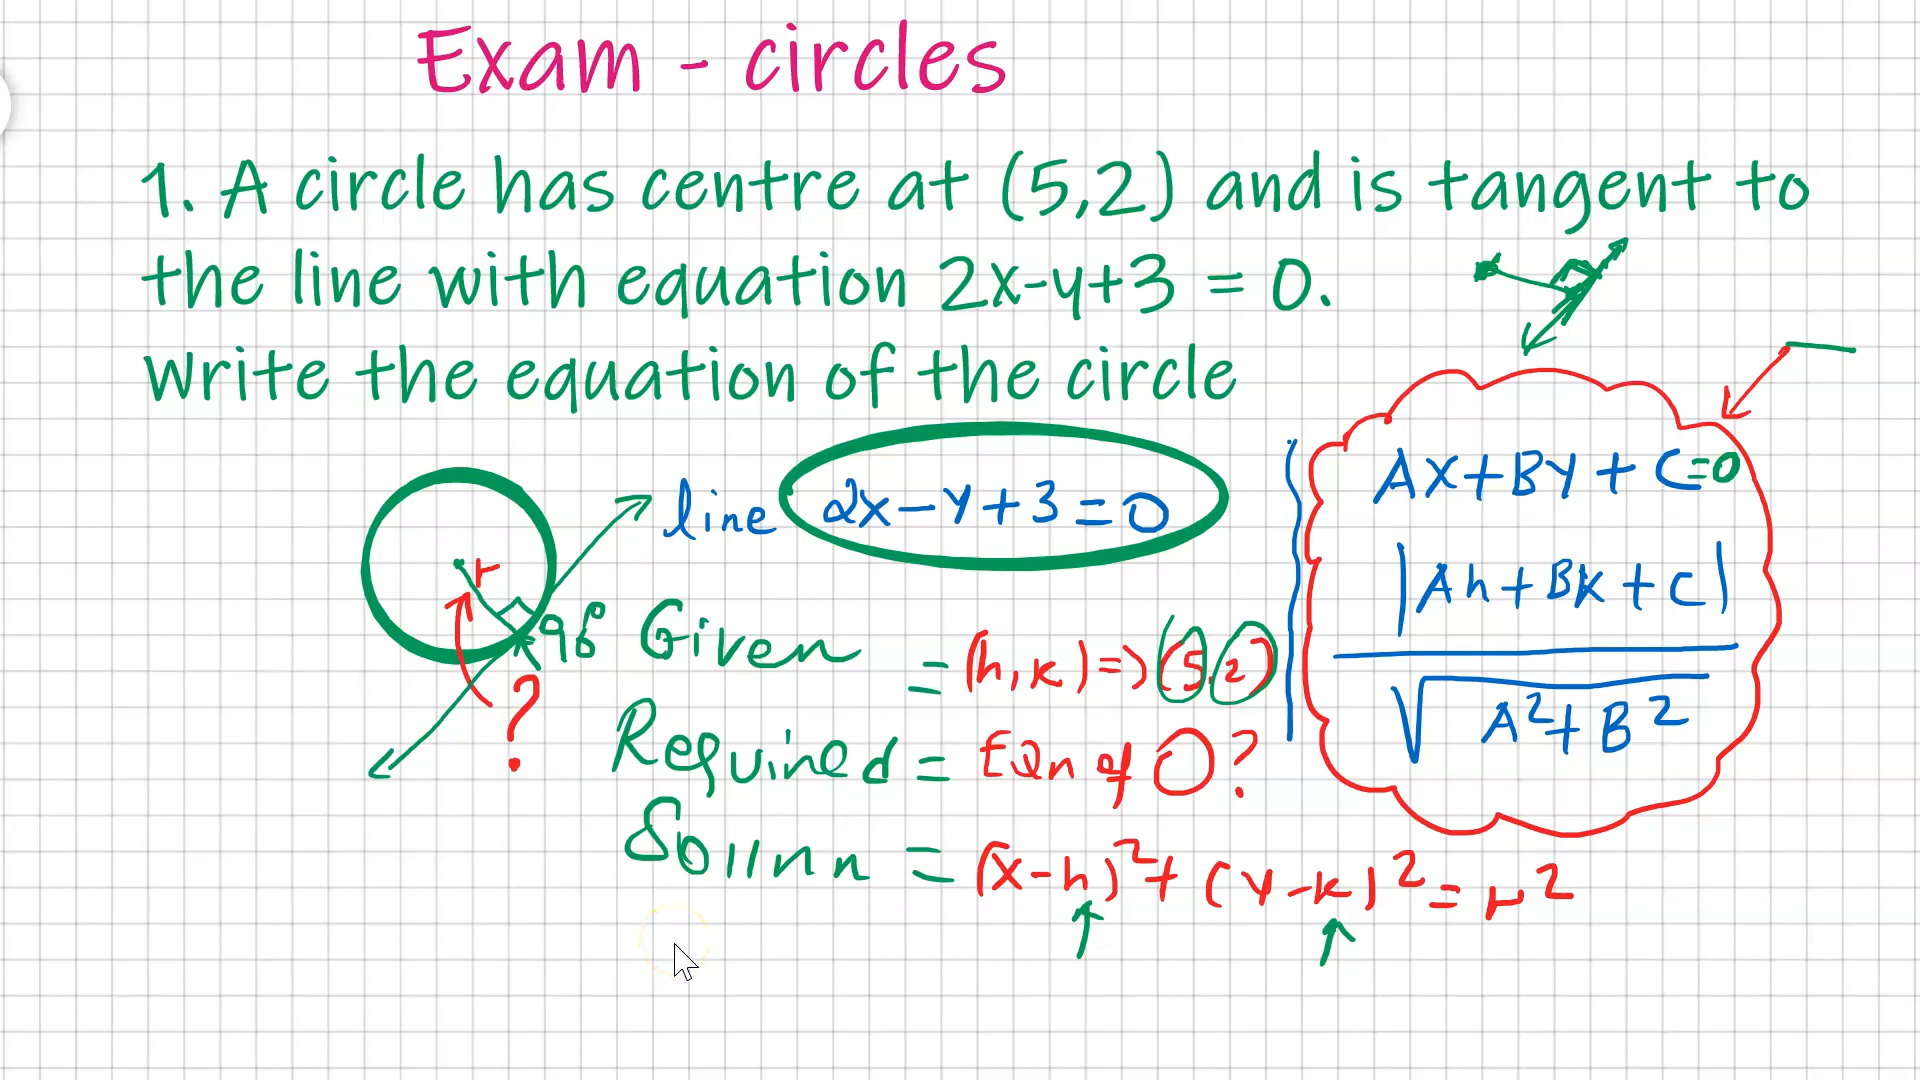 Exam - circles
1. A circle has centre at (5,2) and is tangent to
the line with equation 2x-y+3 = 0.
Write the equation of the circle
line 2x-y+3=0
AX+BY+C=0
|Ah+Bk+C|
√A²+B²
r
90°
?
Given = (h,k)=>(5,2)
Required = EQn of O?
= (x-h)²+(y-k)²=r²